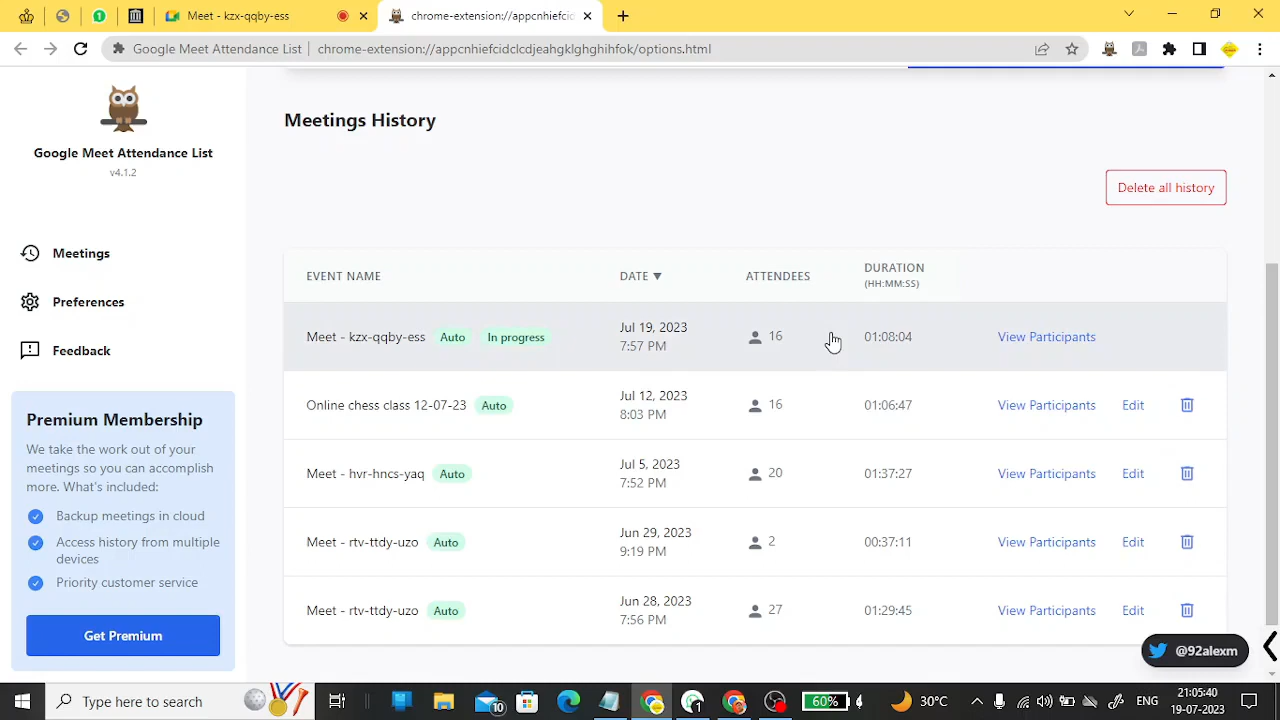 Meet - kzx-qqby-ess
chrome-extension://appcnhiefcid
Google Meet Attendance List | chrome-extension://appcnhiefcidclcdjeahgklghghihfok/options.html
Google Meet Attendance List
v4.1.2
Meetings
Preferences
Feedback
Premium Membership
We take the work out of your
meetings so you can accomplish
more. What's included:
Backup meetings in cloud
Access history from multiple
devices
Priority customer service
Get Premium
Meetings History
Delete all history
EVENT NAME DATE ▼ ATTENDEES DURATION
(HH:MM:SS)
Meet - kzx-qqby-ess Auto In progress Jul 19, 2023 16 01:08:04 View Participants
7:57 PM
Online chess class 12-07-23 Auto Jul 12, 2023 16 01:06:47 View Participants Edit
8:03 PM
Meet - hvr-hncs-yaq Auto Jul 5, 2023 20 01:37:27 View Participants Edit
7:52 PM
Meet - rtv-ttdy-uzo Auto Jun 29, 2023 2 00:37:11 View Participants Edit
9:19 PM
Meet - rtv-ttdy-uzo Auto Jun 28, 2023 27 01:29:45 View Participants Edit
7:56 PM
@92alexm
Type here to search
10
60%
30°C
ENG
21:05:40
19-07-2023